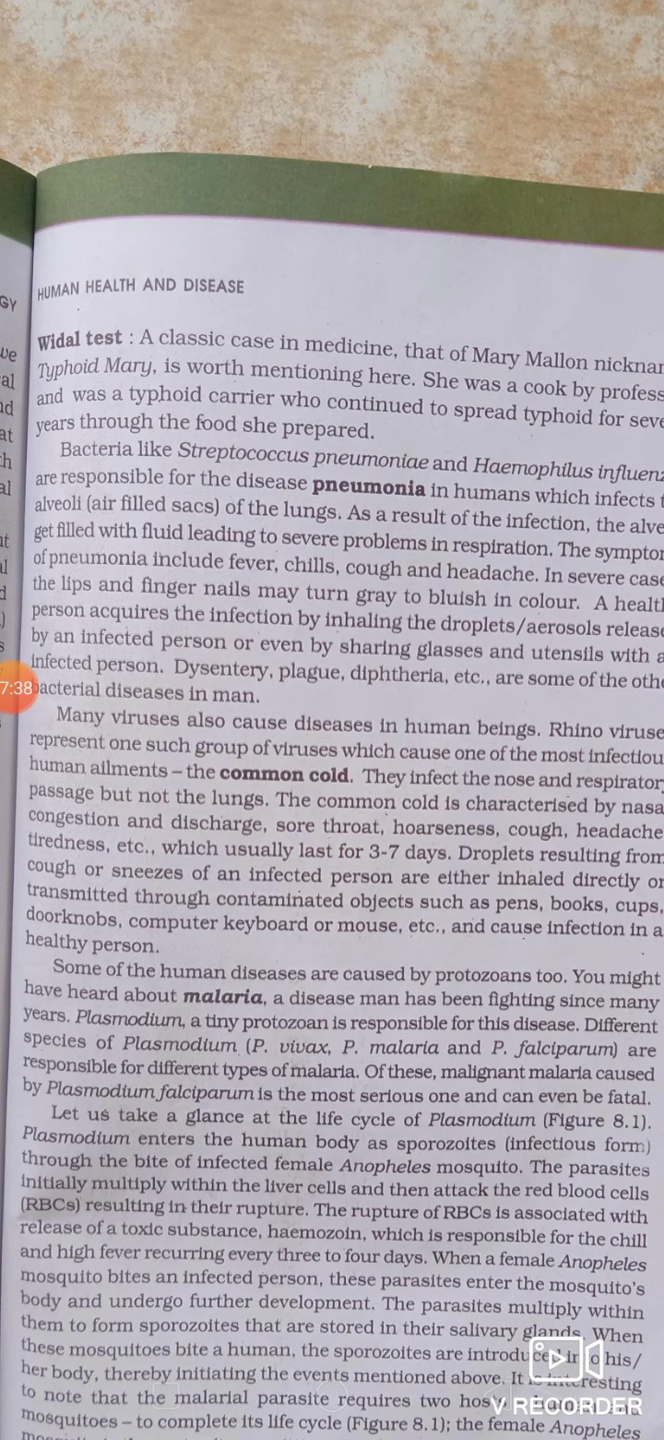 HUMAN HEALTH AND DISEASE
GY
Widal test : A classic case in medicine, that of Mary Mallon nicknam
Typhoid Mary, is worth mentioning here. She was a cook by profess
and was a typhoid carrier who continued to spread typhoid for seve
years through the food she prepared.
Bacteria like Streptococcus pneumoniae and Haemophilus influenz
are responsible for the disease pneumonia in humans which infects t
alveoli (air filled sacs) of the lungs. As a result of the infection, the alve
get filled with fluid leading to severe problems in respiration. The symptom
of pneumonia include fever, chills, cough and headache. In severe case
the lips and finger nails may turn gray to bluish in colour. A healt
person acquires the infection by inhaling the droplets/aerosols release
by an infected person or even by sharing glasses and utensils with a
infected person. Dysentery, plague, diphtheria, etc., are some of the othe
7:38
acterial diseases in man.
Many viruses also cause diseases in human beings. Rhino viruse
represent one such group of viruses which cause one of the most infectiou
human ailments – the common cold. They infect the nose and respirator
passage but not the lungs. The common cold is characterised by nasa
congestion and discharge, sore throat, hoarseness, cough, headache
tiredness, etc., which usually last for 3-7 days. Droplets resulting from
cough or sneezes of an infected person are either inhaled directly or
transmitted through contaminated objects such as pens, books, cups,
doorknobs, computer keyboard or mouse, etc., and cause infection in a
healthy person.
Some of the human diseases are caused by protozoans too. You might
have heard about malaria, a disease man has been fighting since many
years. Plasmodium, a tiny protozoan is responsible for this disease. Different
species of Plasmodium (P. vivax, P. malaria and P. falciparum) are
responsible for different types of malaria. Of these, malignant malaria caused
by Plasmodium falciparum is the most serious one and can even be fatal.
Let us take a glance at the life cycle of Plasmodium (Figure 8.1).
Plasmodium enters the human body as sporozoites (infectious form)
through the bite of infected female Anopheles mosquito. The parasites
initially multiply within the liver cells and then attack the red blood cells
(RBCs) resulting in their rupture. The rupture of RBCs is associated with
release of a toxic substance, haemozoin, which is responsible for the chill
and high fever recurring every three to four days. When a female Anopheles
mosquito bites an infected person, these parasites enter the mosquito's
body and undergo further development. The parasites multiply within
them to form sporozoites that are stored in their salivary glands. When
these mosquitoes bite a human, the sporozoites are introduced into his/
her body, thereby initiating the events mentioned above. It is interesting
to note that the malarial parasite requires two hosts
mosquitoes – to complete its life cycle (Figure 8.1); the female Anopheles
V RECORDER